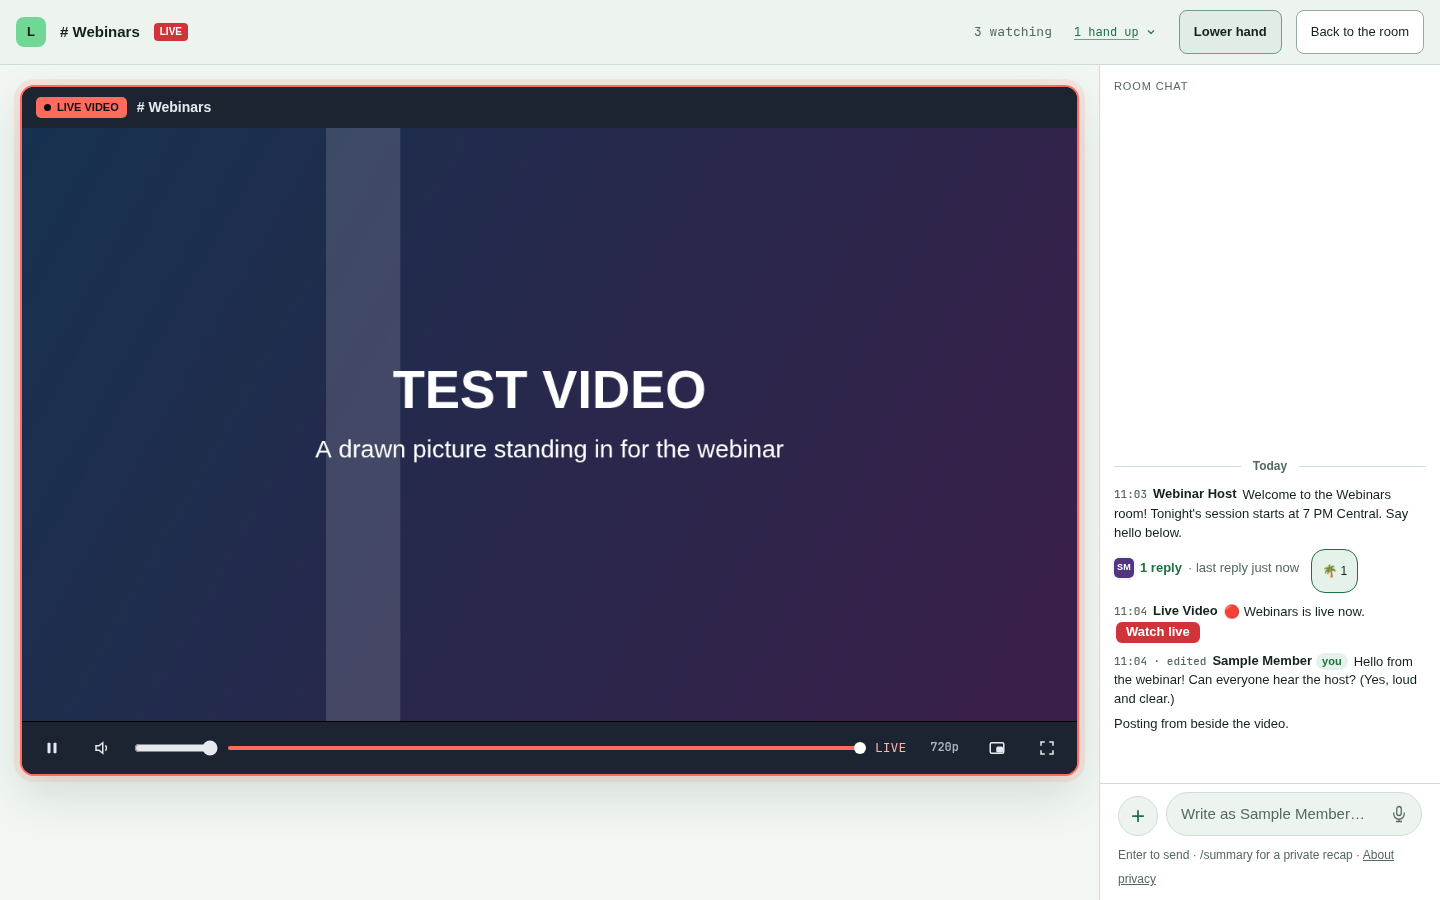 L # Webinars LIVE 3 watching 1 hand up Lower hand Back to the room
LIVE VIDEO # Webinars
TEST VIDEO
A drawn picture standing in for the webinar
LIVE 720p
ROOM CHAT
Today
11:03 Webinar Host Welcome to the Webinars
room! Tonight's session starts at 7 PM Central. Say
hello below.
SM 1 reply · last reply just now 🌴 1
11:04 Live Video 🔴 Webinars is live now.
Watch live
11:04 · edited Sample Member you Hello from
the webinar! Can everyone hear the host? (Yes, loud
and clear.)
Posting from beside the video.
+ Write as Sample Member…
Enter to send · /summary for a private recap · About
privacy